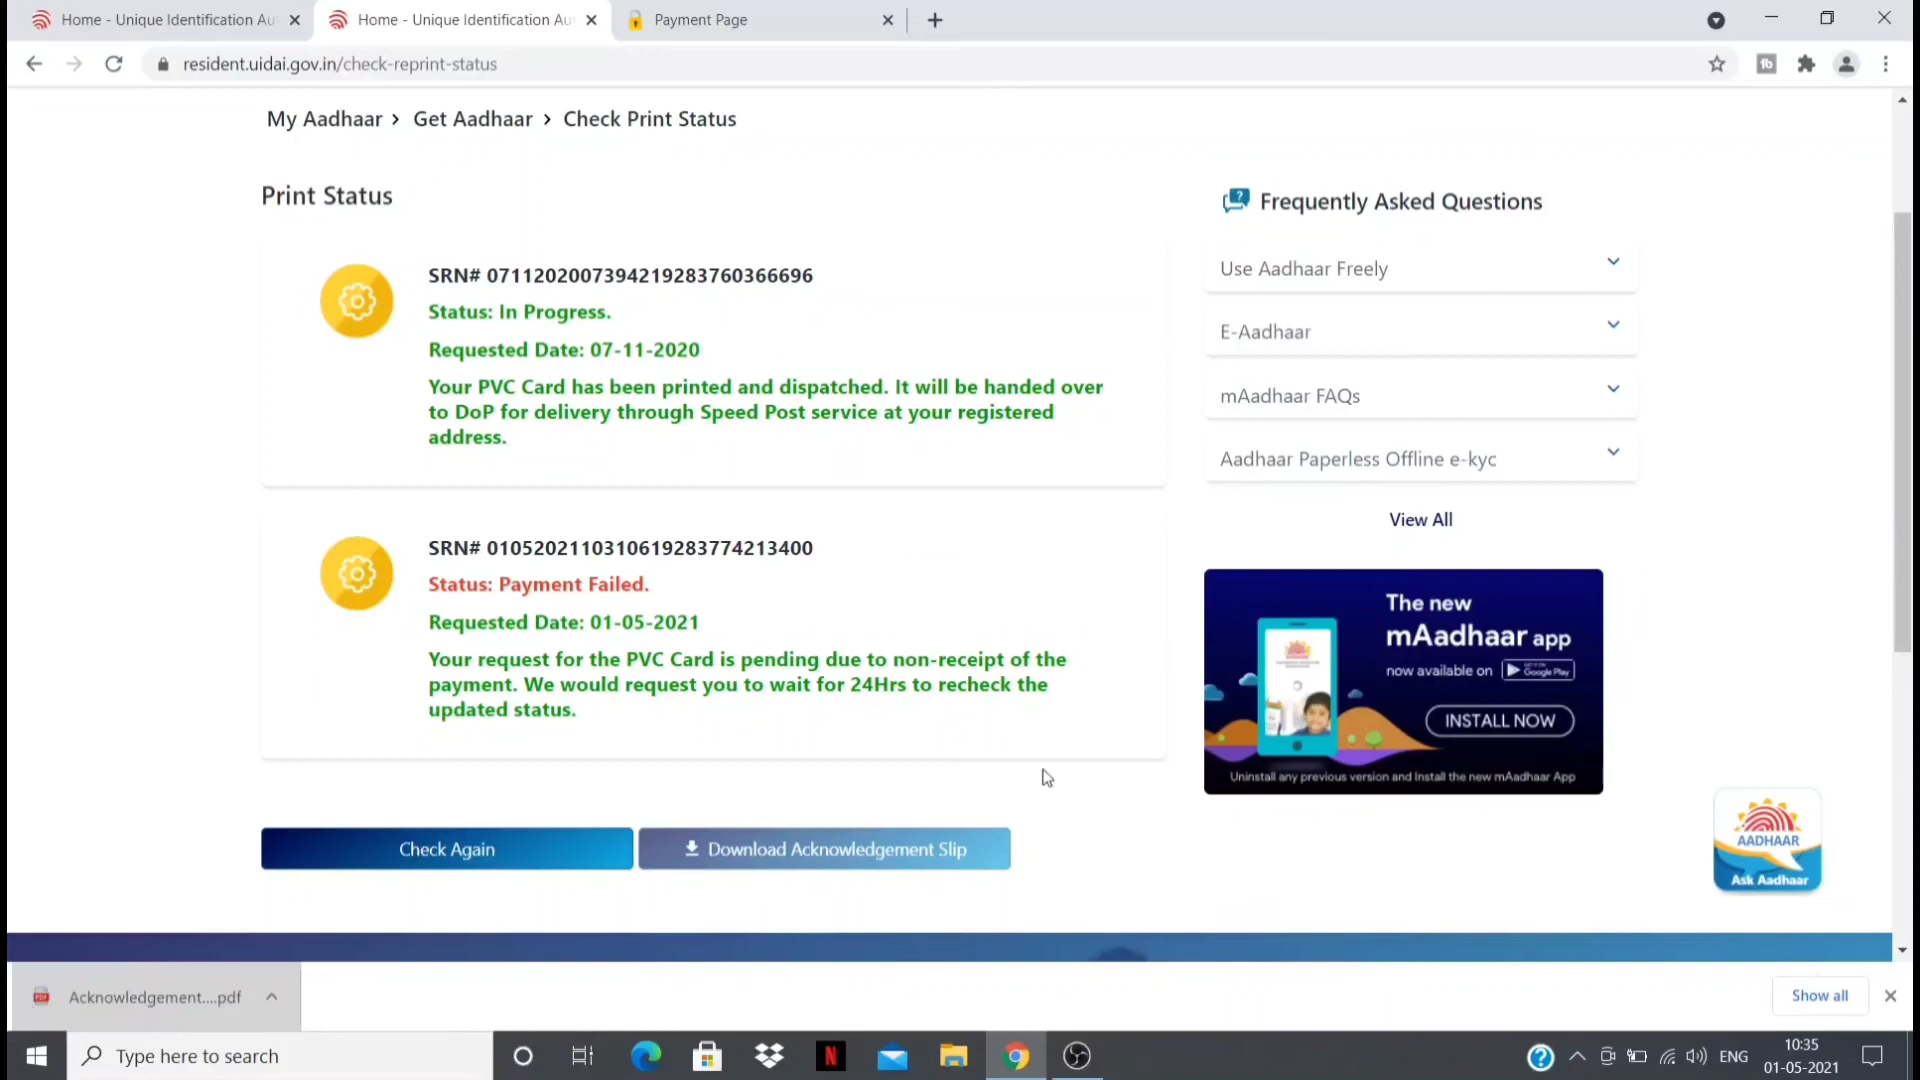 Home - Unique Identification Au
Home - Unique Identification Au
Payment Page
resident.uidai.gov.in/check-reprint-status
My Aadhaar › Get Aadhaar › Check Print Status
Print Status
SRN# 0711202007394219283760366696
Status: In Progress.
Requested Date: 07-11-2020
Your PVC Card has been printed and dispatched. It will be handed over
to DoP for delivery through Speed Post service at your registered
address.
SRN# 0105202110310619283774213400
Status: Payment Failed.
Requested Date: 01-05-2021
Your request for the PVC Card is pending due to non-receipt of the
payment. We would request you to wait for 24Hrs to recheck the
updated status.
Check Again
Download Acknowledgement Slip
Frequently Asked Questions
Use Aadhaar Freely
E-Aadhaar
mAadhaar FAQs
Aadhaar Paperless Offline e-kyc
View All
The new
mAadhaar app
now available on
GET IT ON
Google Play
INSTALL NOW
Uninstall any previous version and Install the new mAadhaar App
AADHAAR
Ask Aadhaar
Acknowledgement....pdf
Show all
Type here to search
ENG
10:35
01-05-2021